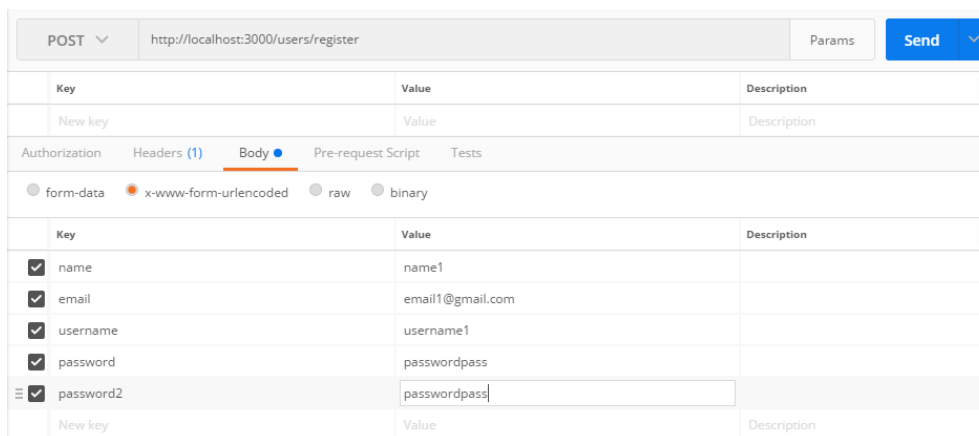 POST http://localhost:3000/users/register Params Send
Key Value Description
New key Value Description
Authorization Headers (1) Body Pre-request Script Tests
form-data x-www-form-urlencoded raw binary
Key Value Description
name name1
email email1@gmail.com
username username1
password passwordpass
password2 passwordpass
New key Value Description